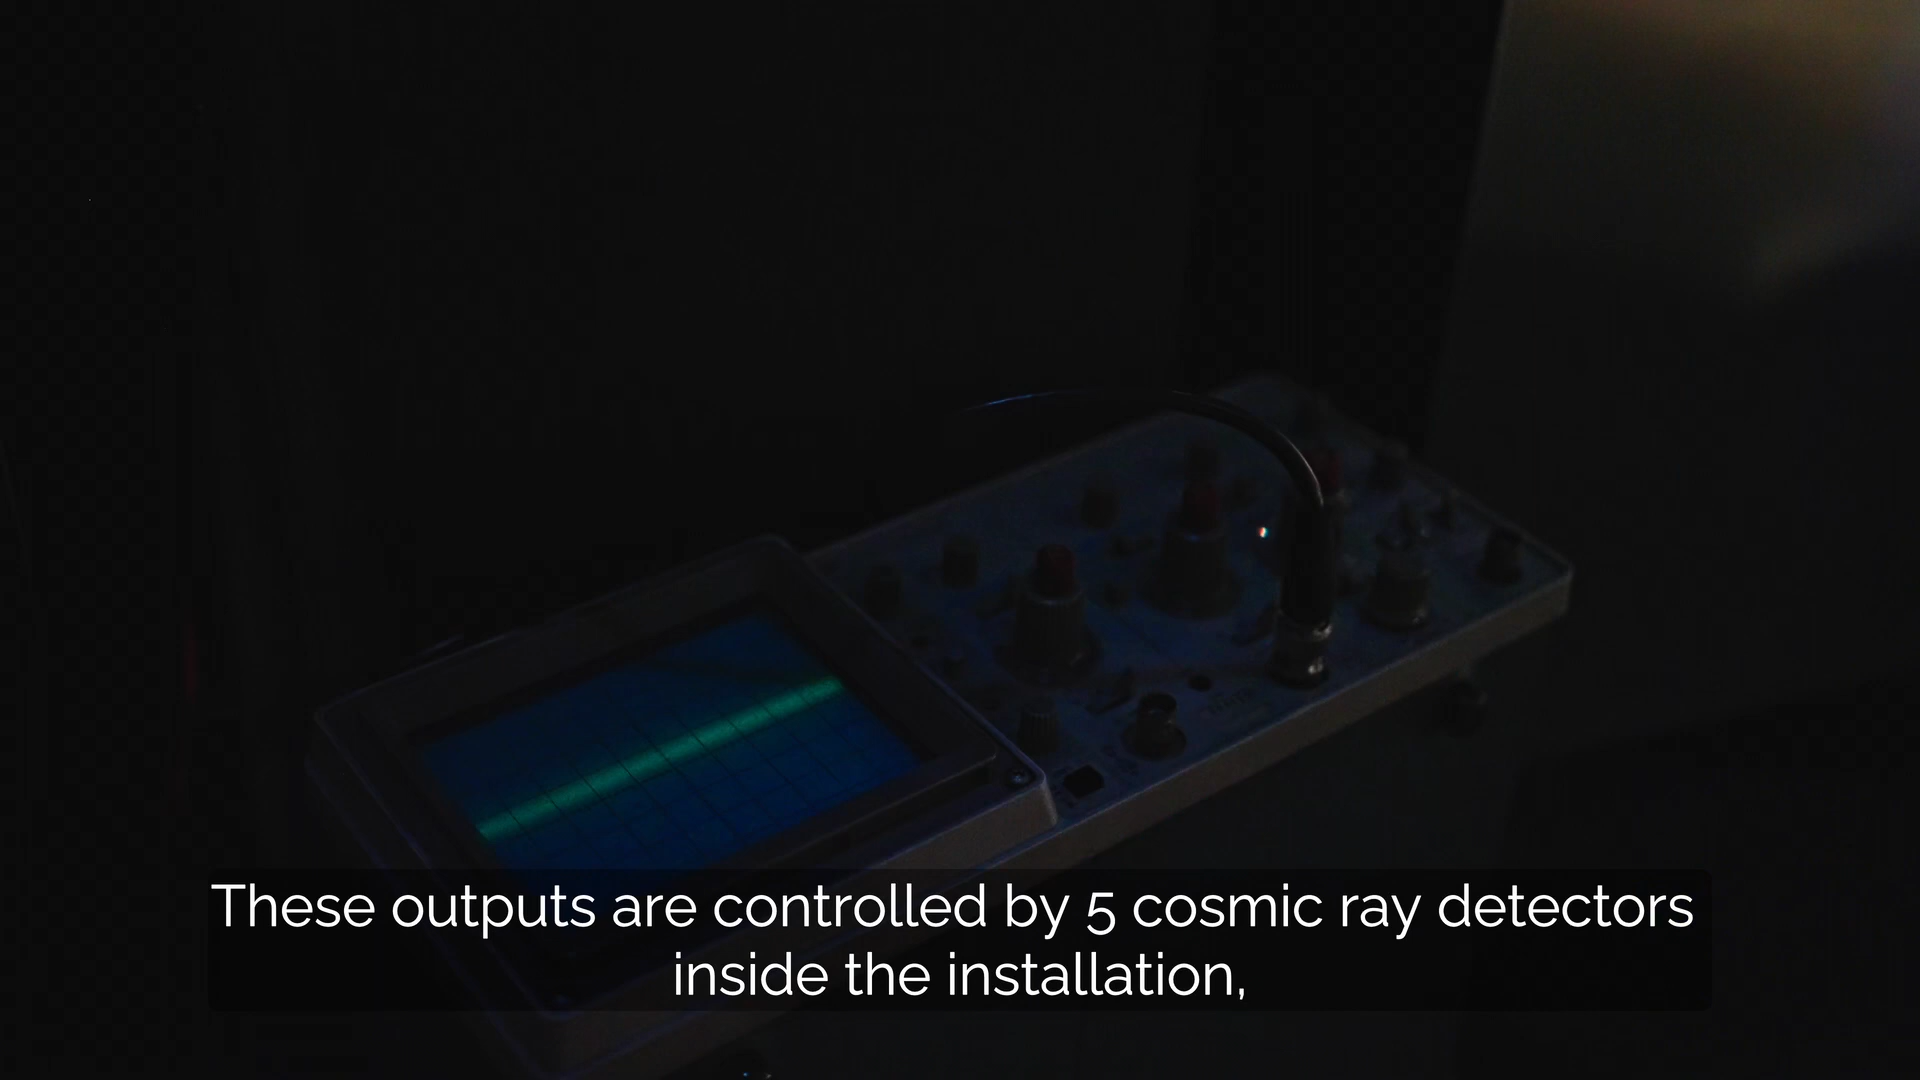 These outputs are controlled by 5 cosmic ray detectors
inside the installation,